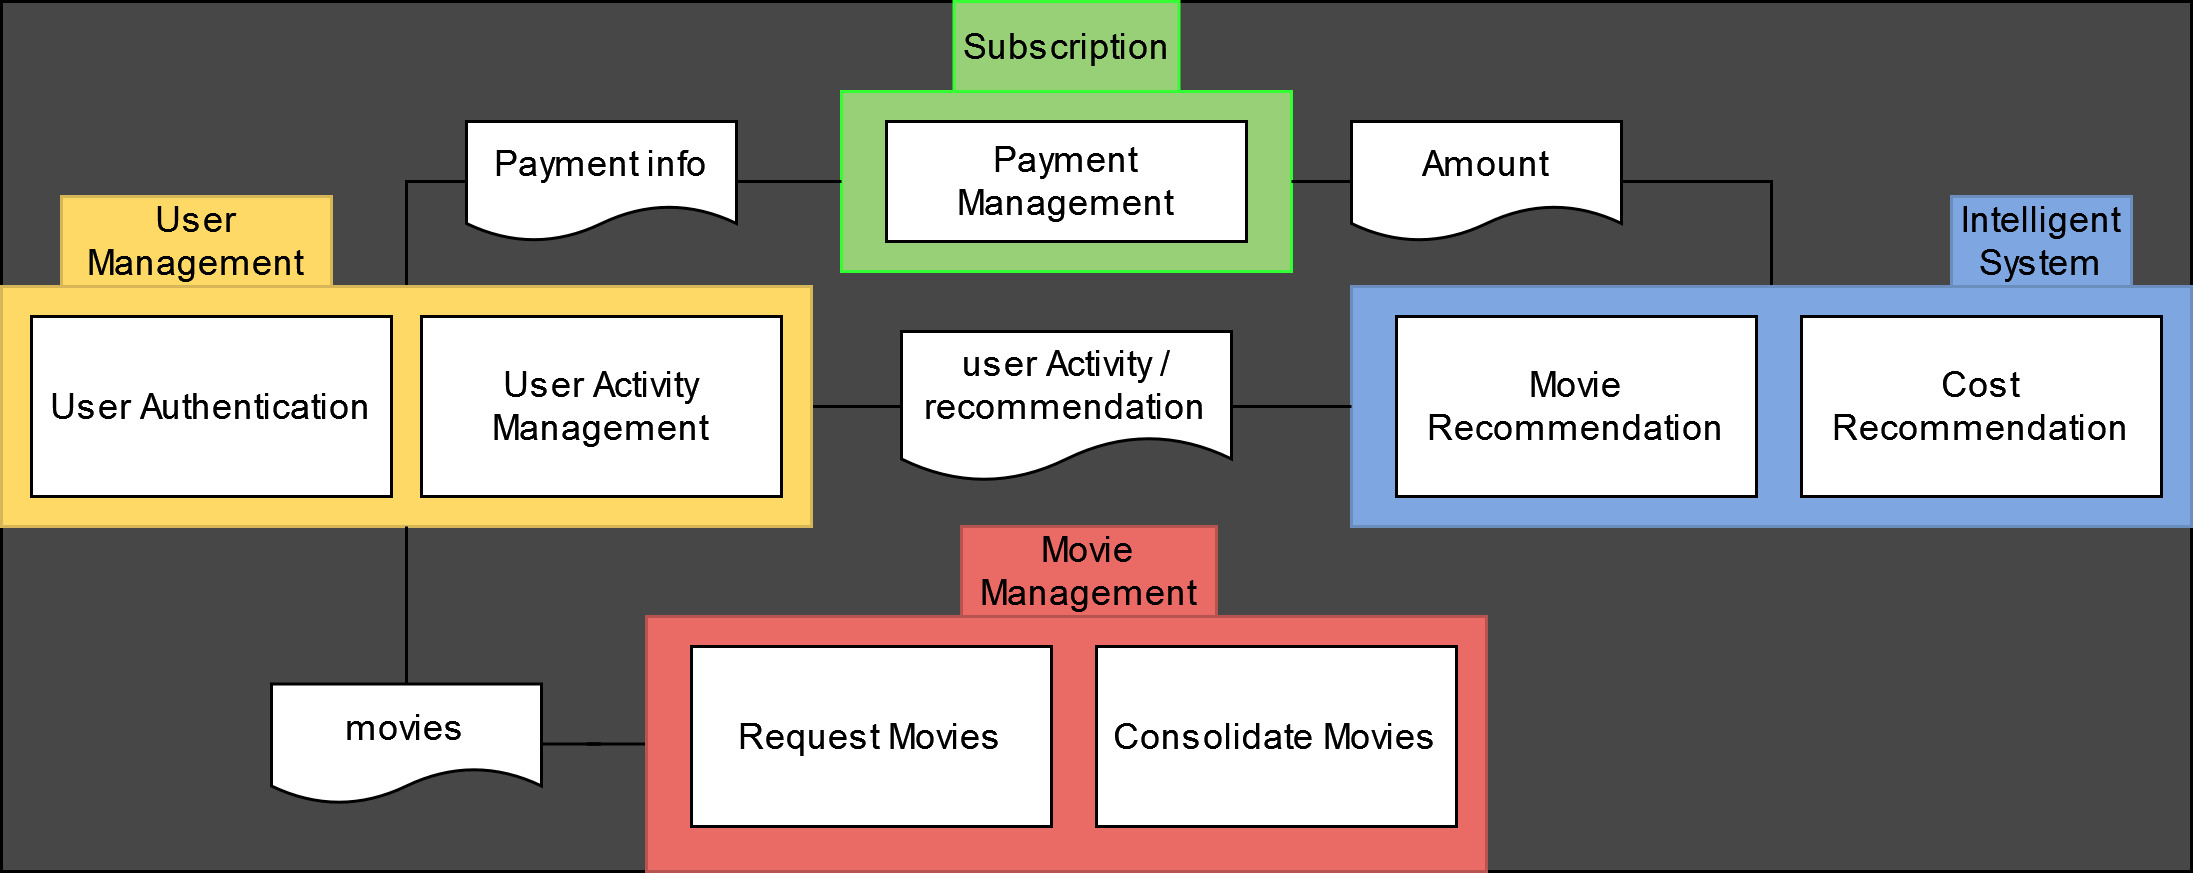 Subscription
Payment info
Payment
Management
Amount
User
Management
Intelligent
System
User Authentication
User Activity
Management
user Activity /
recommendation
Movie
Recommendation
Cost
Recommendation
Movie
Management
movies
Request Movies
Consolidate Movies